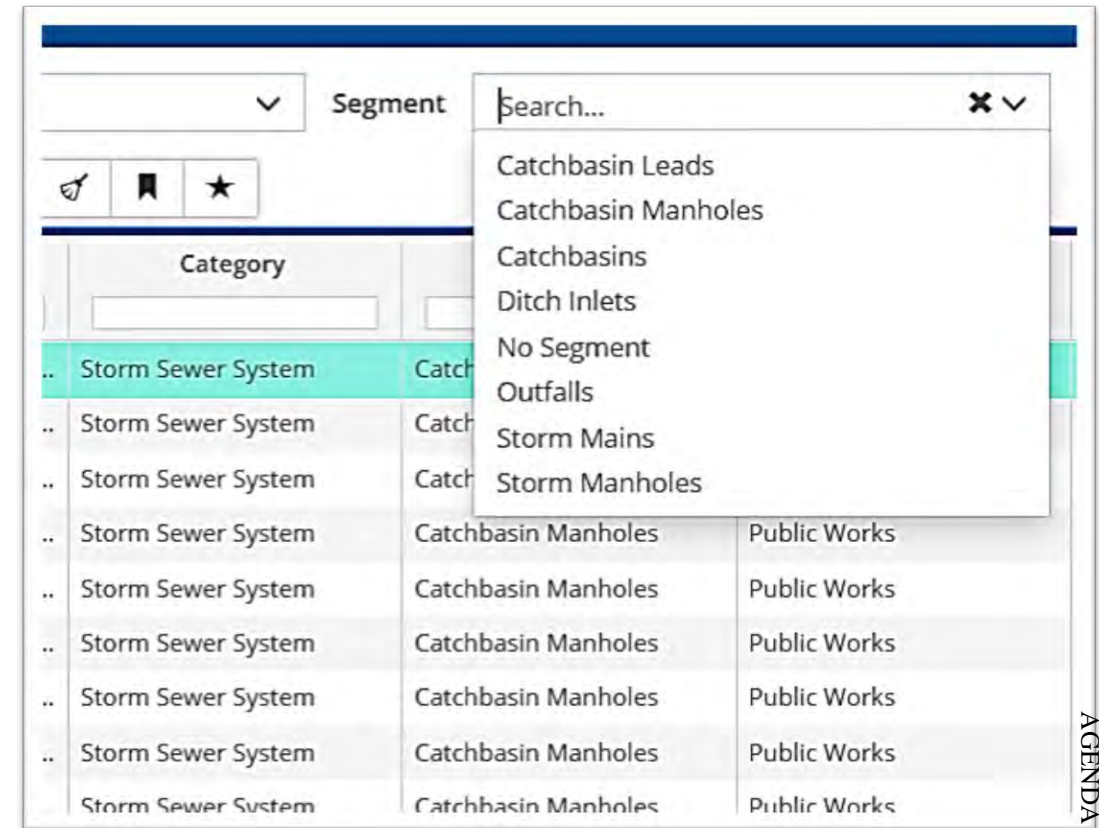 Segment Search...
Catchbasin Leads
Catchbasin Manholes
Catchbasins
Ditch Inlets
No Segment
Outfalls
Storm Mains
Storm Manholes
Category
.. Storm Sewer System Catch
.. Storm Sewer System Catch
.. Storm Sewer System Catch
.. Storm Sewer System Catchbasin Manholes Public Works
.. Storm Sewer System Catchbasin Manholes Public Works
.. Storm Sewer System Catchbasin Manholes Public Works
.. Storm Sewer System Catchbasin Manholes Public Works
.. Storm Sewer System Catchbasin Manholes Public Works
Storm Sewer System Catchbasin Manholes Public Works
AGENDA